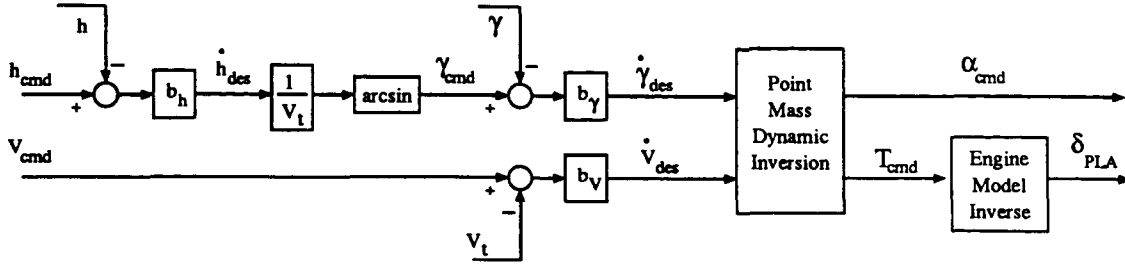 h
γ
h_cmd
−
+
b_h
ḣ_des
1
V_t
arcsin
γ_cmd
−
+
b_γ
γ̇_des
Point
Mass
Dynamic
Inversion
α_cmd
V_cmd
+
−
b_V
V̇_des
T_cmd
Engine
Model
Inverse
δ_PLA
V_t